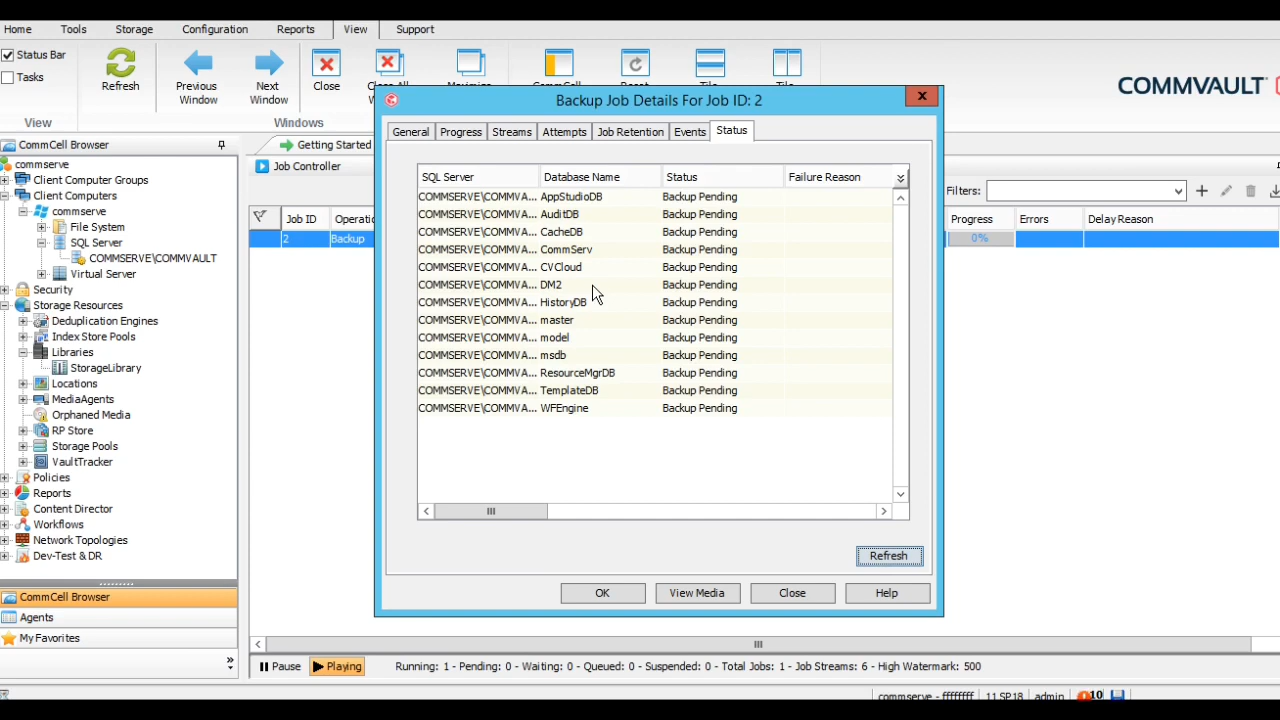 Home Tools Storage Configuration Reports View Support
Status Bar
Tasks
Refresh
Previous Window
Next Window
Close
View
Windows
COMMVAULT
Backup Job Details For Job ID: 2
CommCell Browser
Getting Started
Job Controller
General Progress Streams Attempts Job Retention Events Status
Filters:
Job ID
Progress Errors Delay Reason
2 Backup 0%
SQL Server Database Name Status Failure Reason
COMMSERVE\COMMVA... AppStudioDB Backup Pending
COMMSERVE\COMMVA... AuditDB Backup Pending
COMMSERVE\COMMVA... CacheDB Backup Pending
COMMSERVE\COMMVA... CommServ Backup Pending
COMMSERVE\COMMVA... CVCloud Backup Pending
COMMSERVE\COMMVA... DM2 Backup Pending
COMMSERVE\COMMVA... HistoryDB Backup Pending
COMMSERVE\COMMVA... master Backup Pending
COMMSERVE\COMMVA... model Backup Pending
COMMSERVE\COMMVA... msdb Backup Pending
COMMSERVE\COMMVA... ResourceMgrDB Backup Pending
COMMSERVE\COMMVA... TemplateDB Backup Pending
COMMSERVE\COMMVA... WFEngine Backup Pending
Refresh
OK View Media Close Help
commserve
Client Computer Groups
Client Computers
commserve
File System
SQL Server
COMMSERVE\COMMVAULT
Virtual Server
Security
Storage Resources
Deduplication Engines
Index Store Pools
Libraries
StorageLibrary
Locations
MediaAgents
Orphaned Media
RP Store
Storage Pools
VaultTracker
Policies
Reports
Content Director
Workflows
Network Topologies
Dev-Test & DR
CommCell Browser
Agents
My Favorites
Pause Playing Running: 1 - Pending: 0 - Waiting: 0 - Queued: 0 - Suspended: 0 - Total Jobs: 1 - Job Streams: 6 - High Watermark: 500
commserve - ffffffff 11 SP18 admin 10